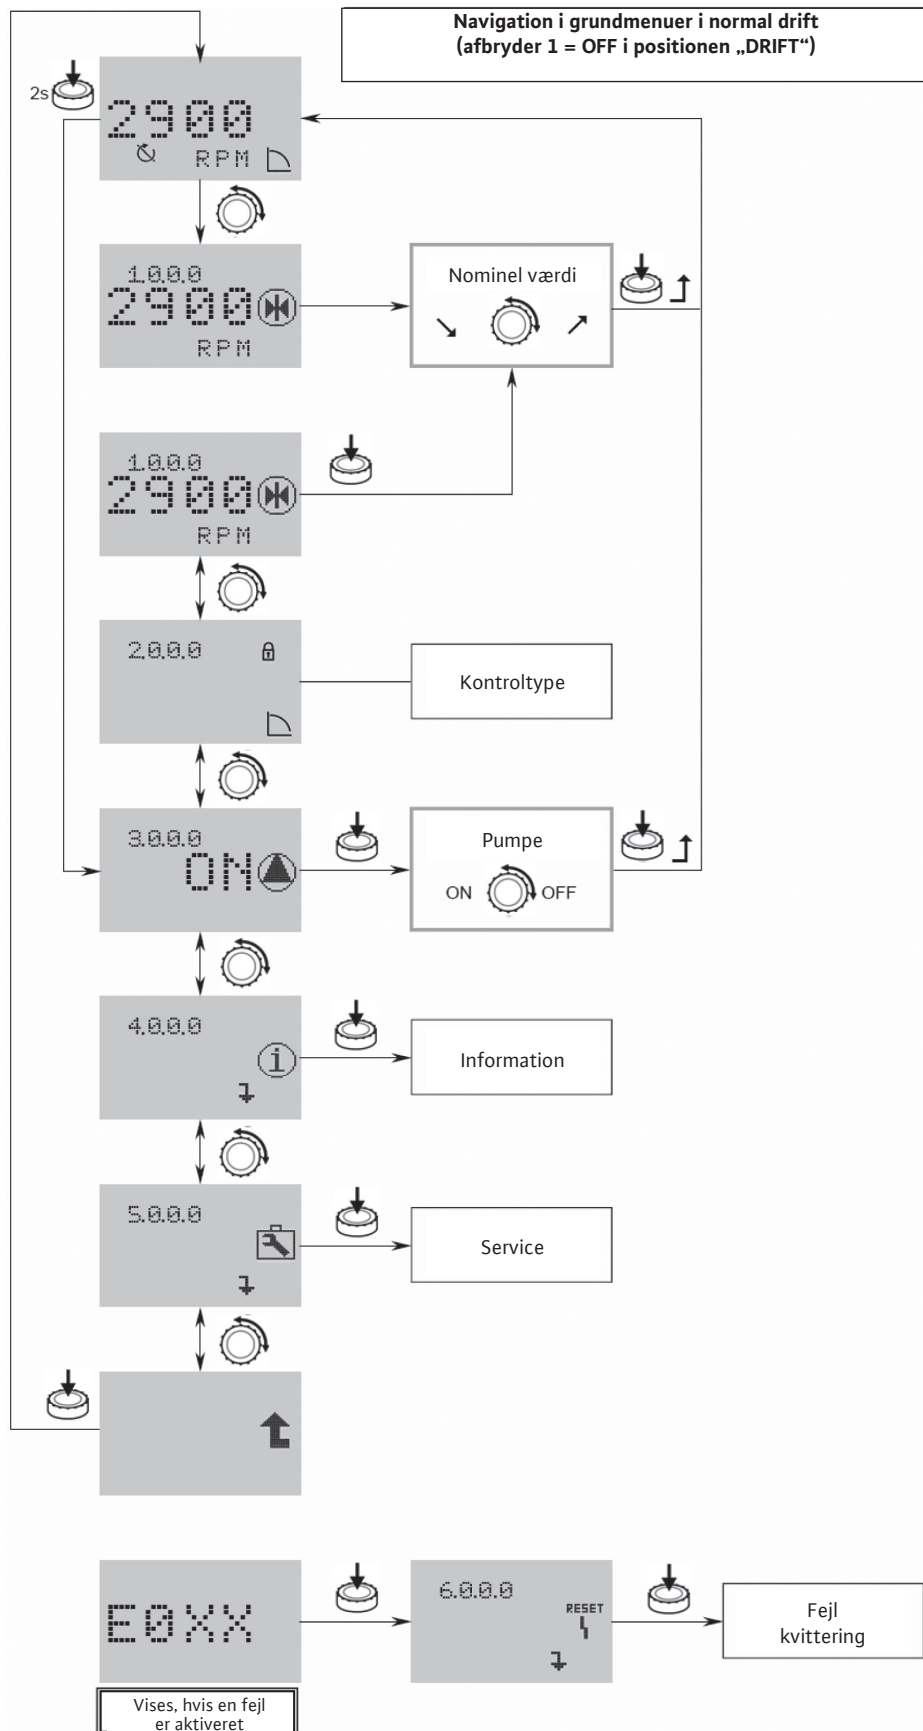 Navigation i grundmenuer i normal drift
(afbryder 1 = OFF i positionen „DRIFT“)
2s
2900
RPM
1.0.0.0
2900
RPM
Nominel værdi
1.0.0.0
2900
RPM
2.0.0.0
Kontroltype
3.0.0.0
ON
Pumpe
ON OFF
4.0.0.0
i
Information
5.0.0.0
Service
E0XX
6.0.0.0
RESET
Fejl
kvittering
Vises, hvis en fejl
er aktiveret